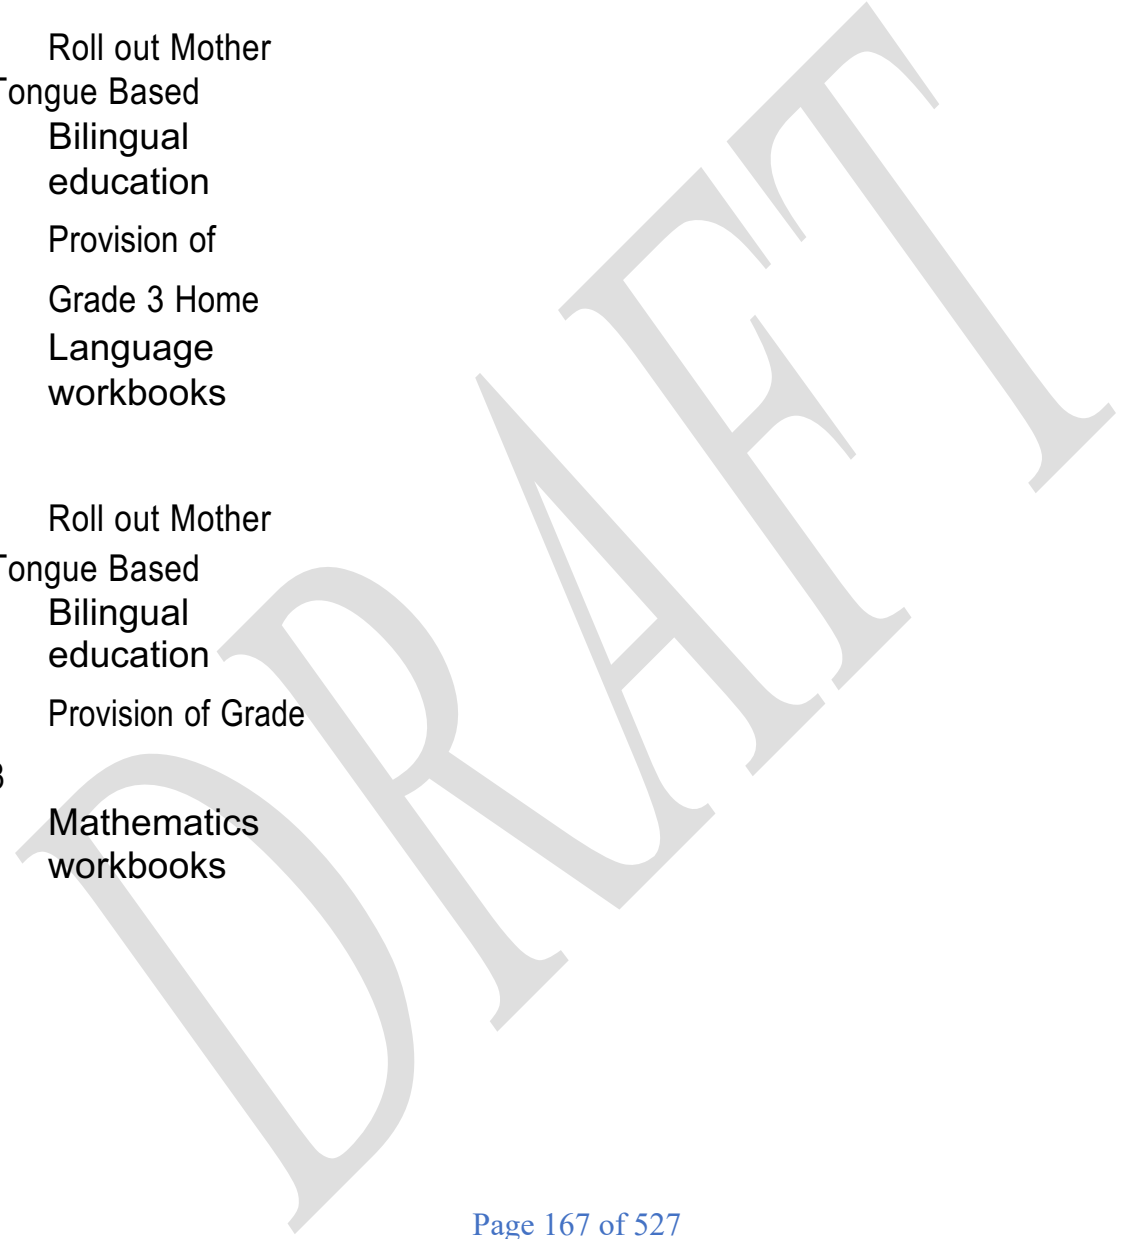 Roll out Mother
Tongue Based
Bilingual
education
Provision of
Grade 3 Home
Language
workbooks
Roll out Mother
Tongue Based
Bilingual
education
Provision of Grade
3
Mathematics
workbooks
DRAFT
Page 167 of 527